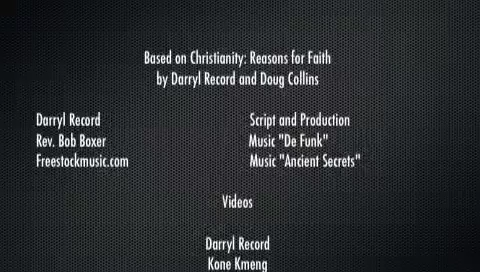 Based on Christianity: Reasons for Faith
by Darryl Record and Doug Collins
Darryl Record Script and Production
Rev. Bob Boxer Music "De Funk"
Freestockmusic.com Music "Ancient Secrets"
Videos
Darryl Record
Kone Kmeng